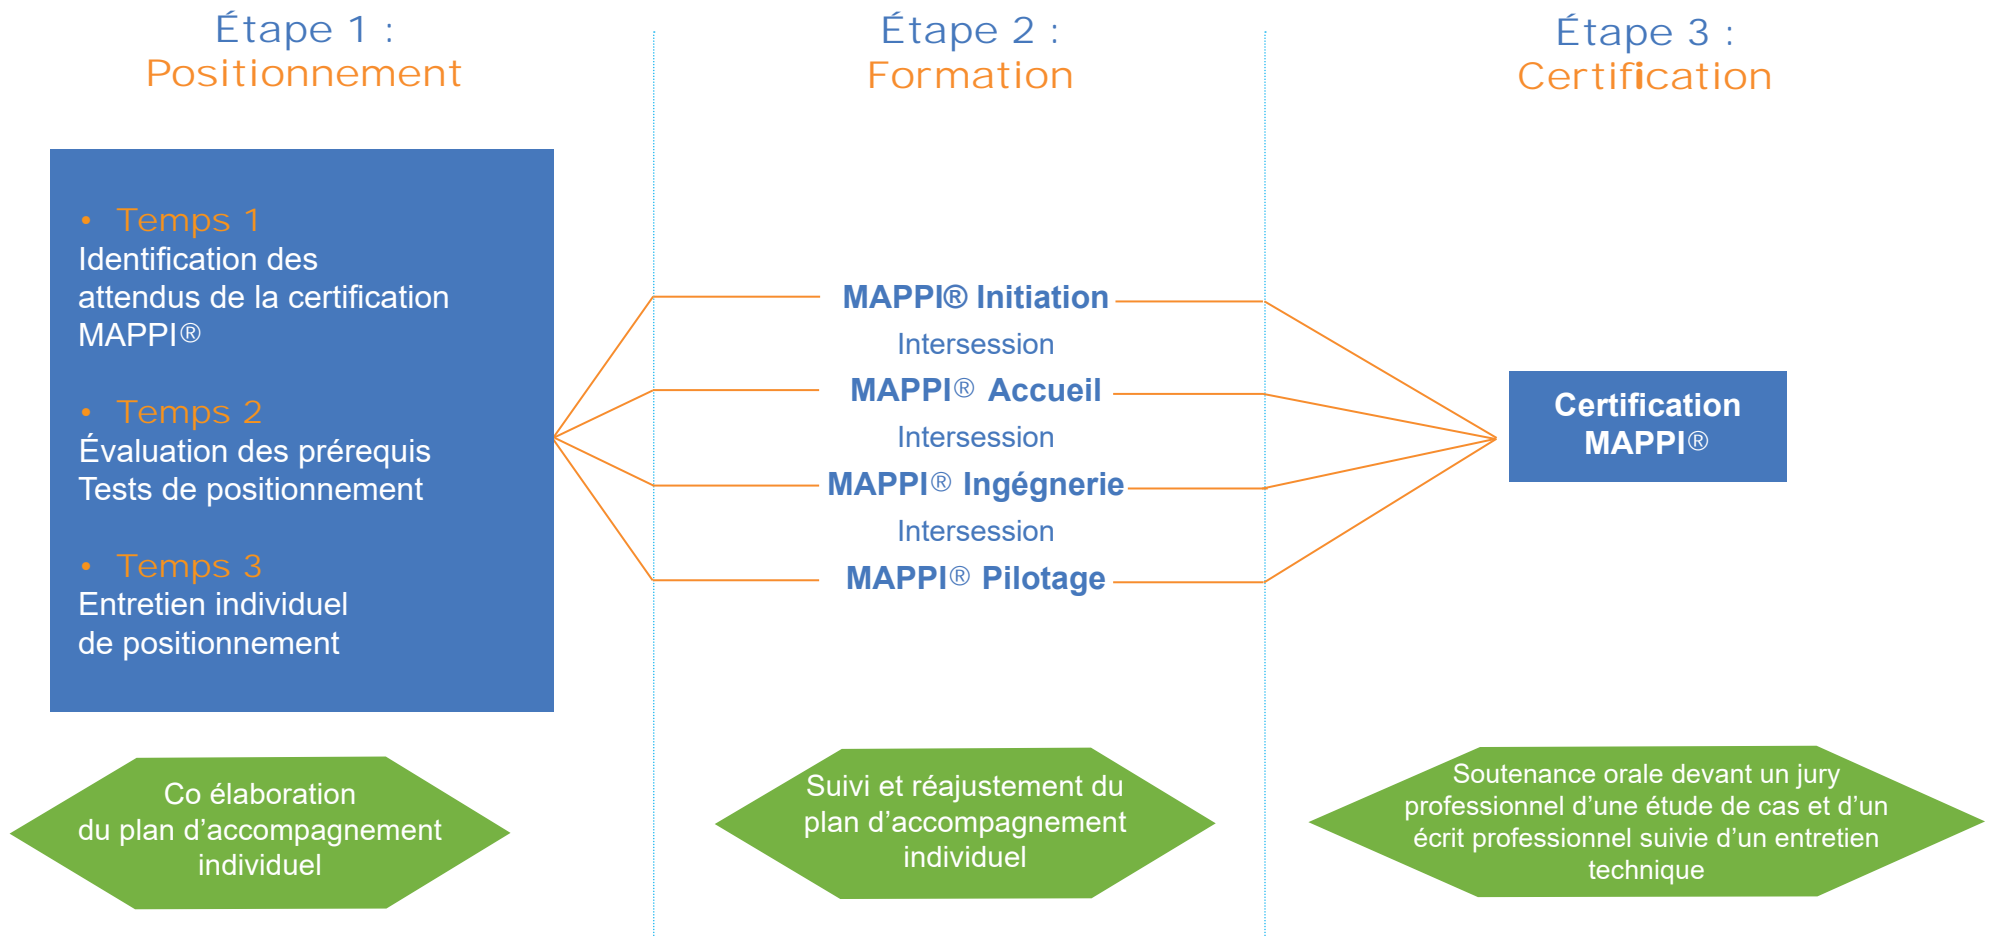 Étape 1 :
Positionnement
• Temps 1
Identification des
attendus de la certification
MAPPI®
• Temps 2
Évaluation des prérequis
Tests de positionnement
• Temps 3
Entretien individuel
de positionnement
Co élaboration
du plan d’accompagnement
individuel
Étape 2 :
Formation
MAPPI® Initiation
Intersession
MAPPI® Accueil
Intersession
MAPPI® Ingégnerie
Intersession
MAPPI® Pilotage
Suivi et réajustement du
plan d’accompagnement
individuel
Étape 3 :
Certification
Certification
MAPPI®
Soutenance orale devant un jury
professionnel d’une étude de cas et d’un
écrit professionnel suivie d’un entretien
technique